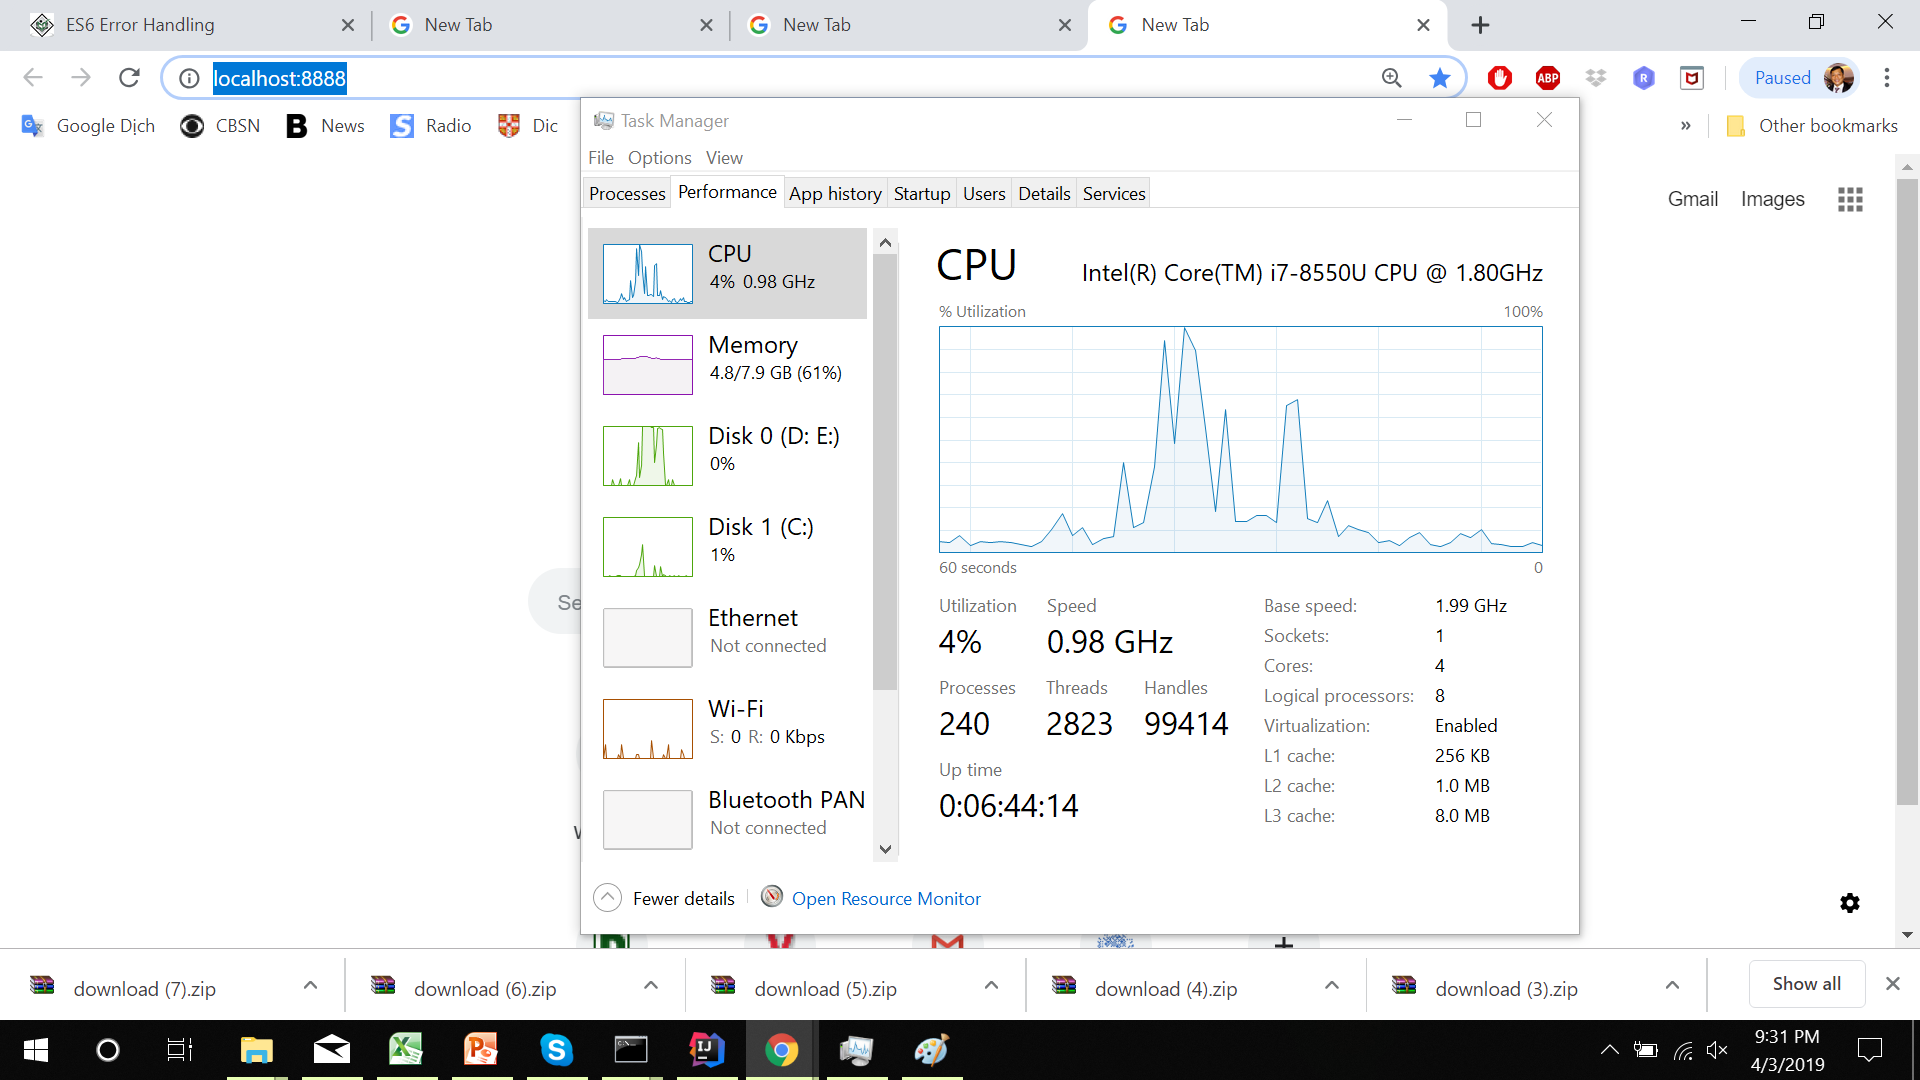 ES6 Error Handling
New Tab
New Tab
New Tab
localhost:8888
ABP
R
Paused
Google Dịch
CBSN
B News
S Radio
Dic
»
Other bookmarks
Task Manager
File Options View
Processes Performance App history Startup Users Details Services
Gmail Images
CPU
4% 0.98 GHz
Memory
4.8/7.9 GB (61%)
Disk 0 (D: E:)
0%
Disk 1 (C:)
1%
Ethernet
Not connected
Wi-Fi
S: 0 R: 0 Kbps
Bluetooth PAN
Not connected
CPU
Intel(R) Core(TM) i7-8550U CPU @ 1.80GHz
% Utilization 100%
60 seconds 0
Utilization Speed
4% 0.98 GHz
Processes Threads Handles
240 2823 99414
Up time
0:06:44:14
Base speed: 1.99 GHz
Sockets: 1
Cores: 4
Logical processors: 8
Virtualization: Enabled
L1 cache: 256 KB
L2 cache: 1.0 MB
L3 cache: 8.0 MB
Se
Fewer details
Open Resource Monitor
download (7).zip
download (6).zip
download (5).zip
download (4).zip
download (3).zip
Show all
9:31 PM
4/3/2019